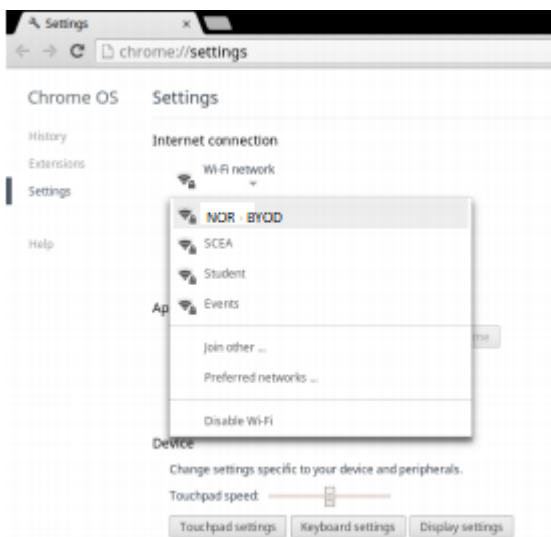 Settings
chrome://settings
Chrome OS
Settings
History
Extensions
Settings
Help
Internet connection
Wi-Fi network
NOR - BYOD
SCEA
Student
Events
Join other ...
Preferred networks ...
Disable Wi-Fi
Ap
me
Device
Change settings specific to your device and peripherals.
Touchpad speed:
Touchpad settings
Keyboard settings
Display settings